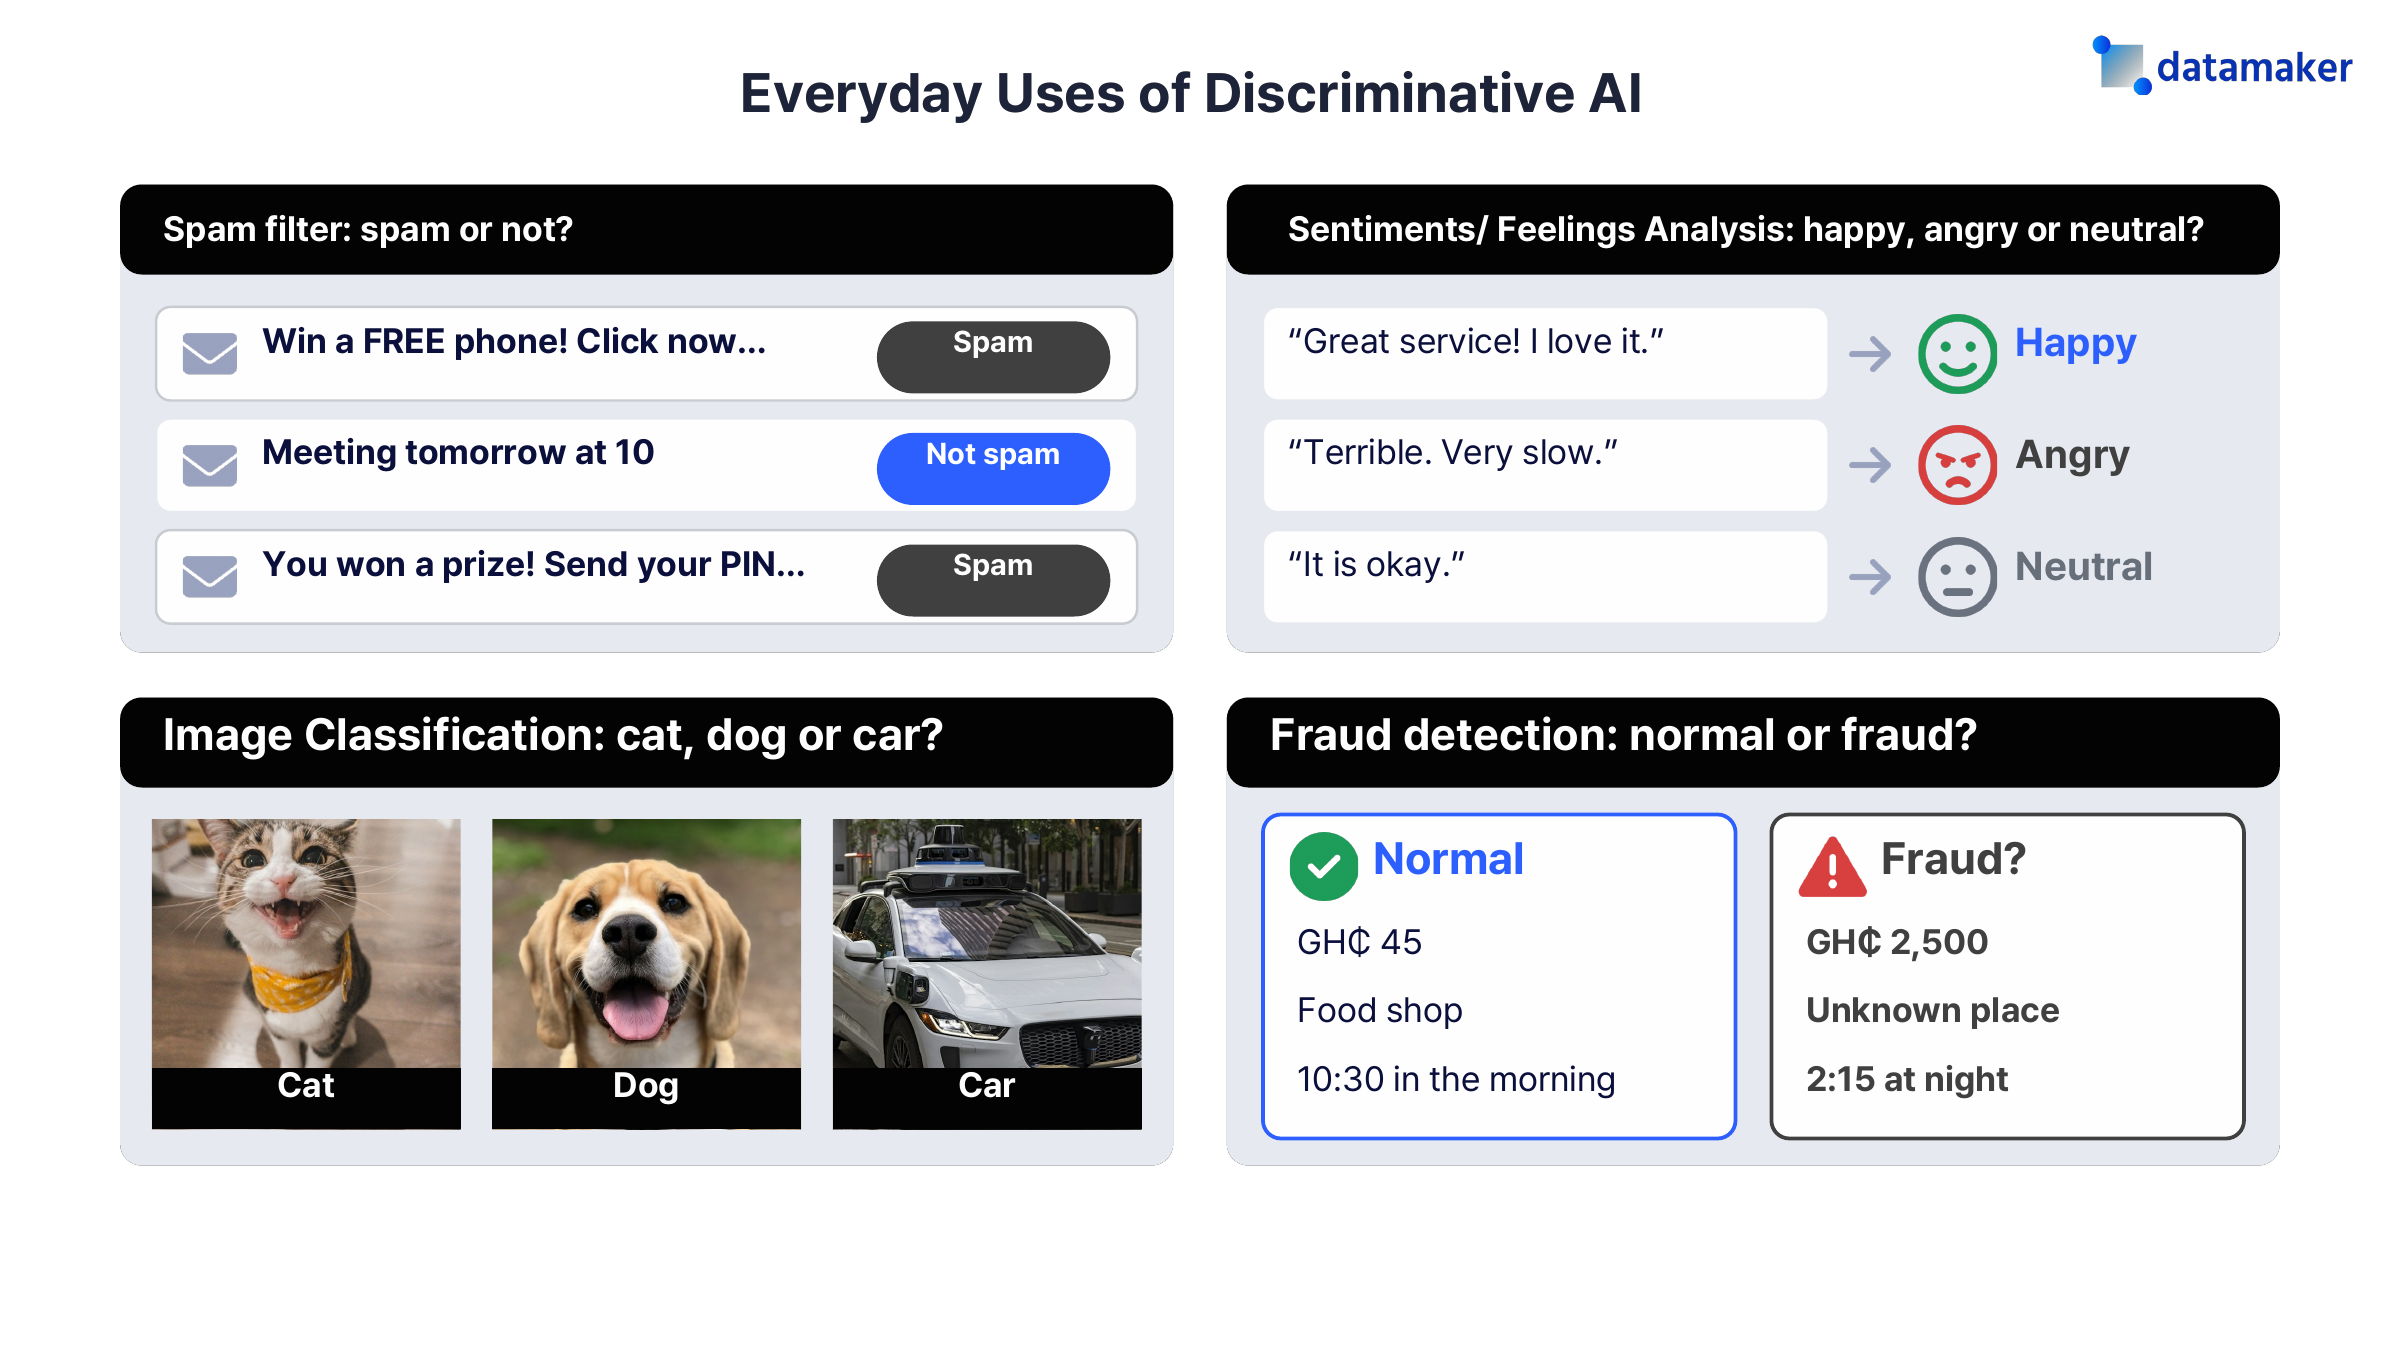 datamaker
Everyday Uses of Discriminative AI
Spam filter: spam or not?
Win a FREE phone! Click now...
Spam
Meeting tomorrow at 10
Not spam
You won a prize! Send your PIN...
Spam
Sentiments/ Feelings Analysis: happy, angry or neutral?
“Great service! I love it.”
Happy
“Terrible. Very slow.”
Angry
“It is okay.”
Neutral
Image Classification: cat, dog or car?
Cat
Dog
Car
Fraud detection: normal or fraud?
Normal
GH₵ 45
Food shop
10:30 in the morning
Fraud?
GH₵ 2,500
Unknown place
2:15 at night